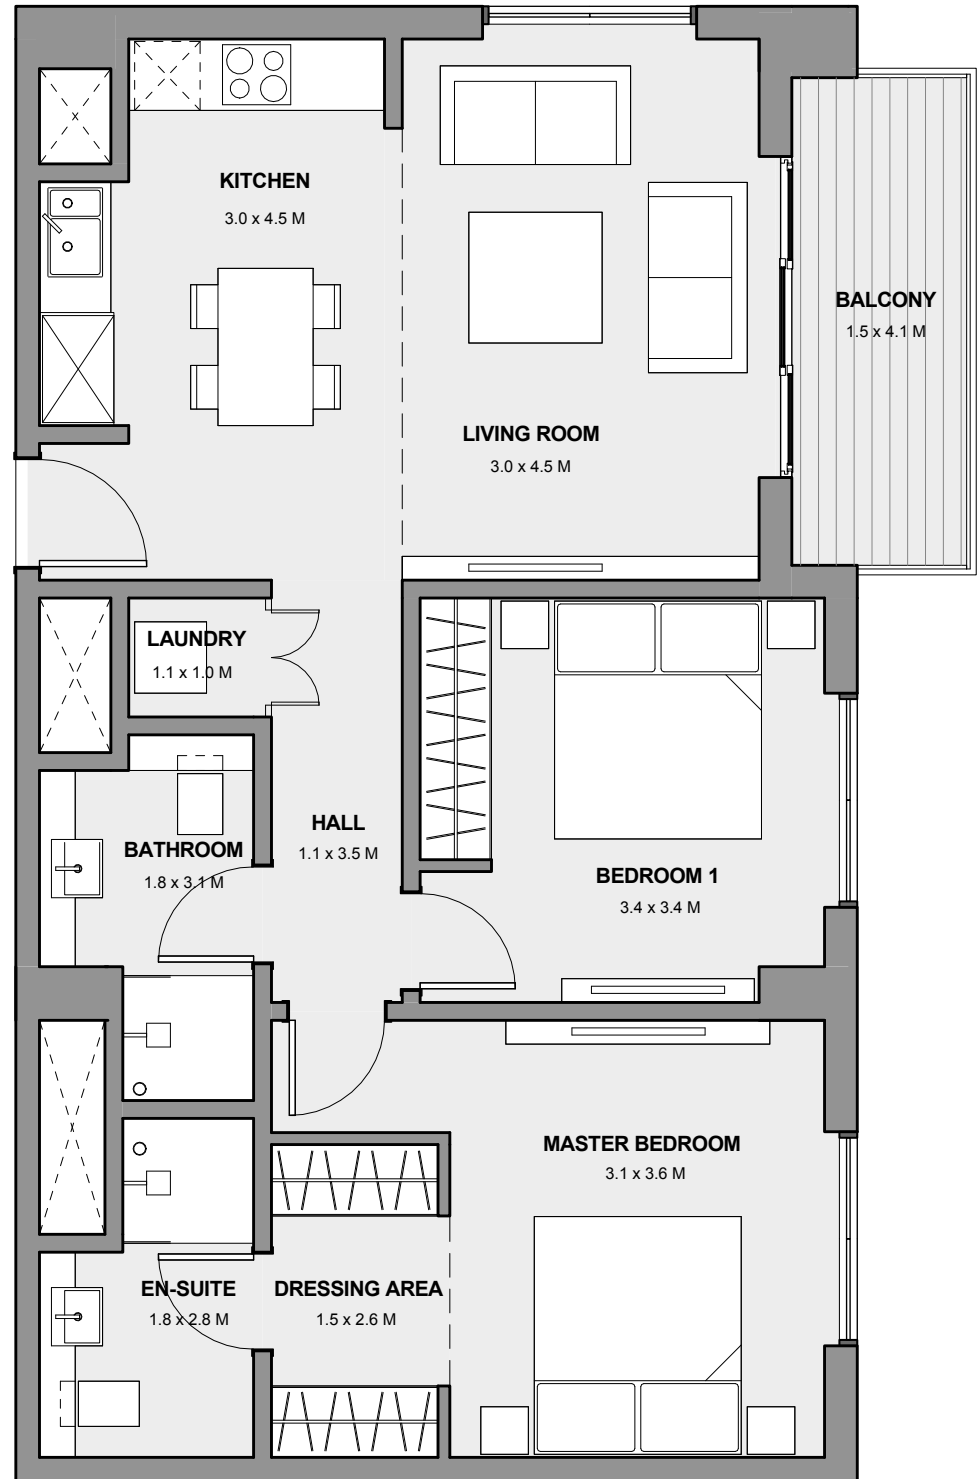 KITCHEN
3.0 x 4.5 M
BALCONY
1.5 x 4.1 M
LIVING ROOM
3.0 x 4.5 M
LAUNDRY
1.1 x 1.0 M
HALL
1.1 x 3.5 M
BATHROOM
1.8 x 3.1 M
BEDROOM 1
3.4 x 3.4 M
MASTER BEDROOM
3.1 x 3.6 M
EN-SUITE
1.8 x 2.8 M
DRESSING AREA
1.5 x 2.6 M